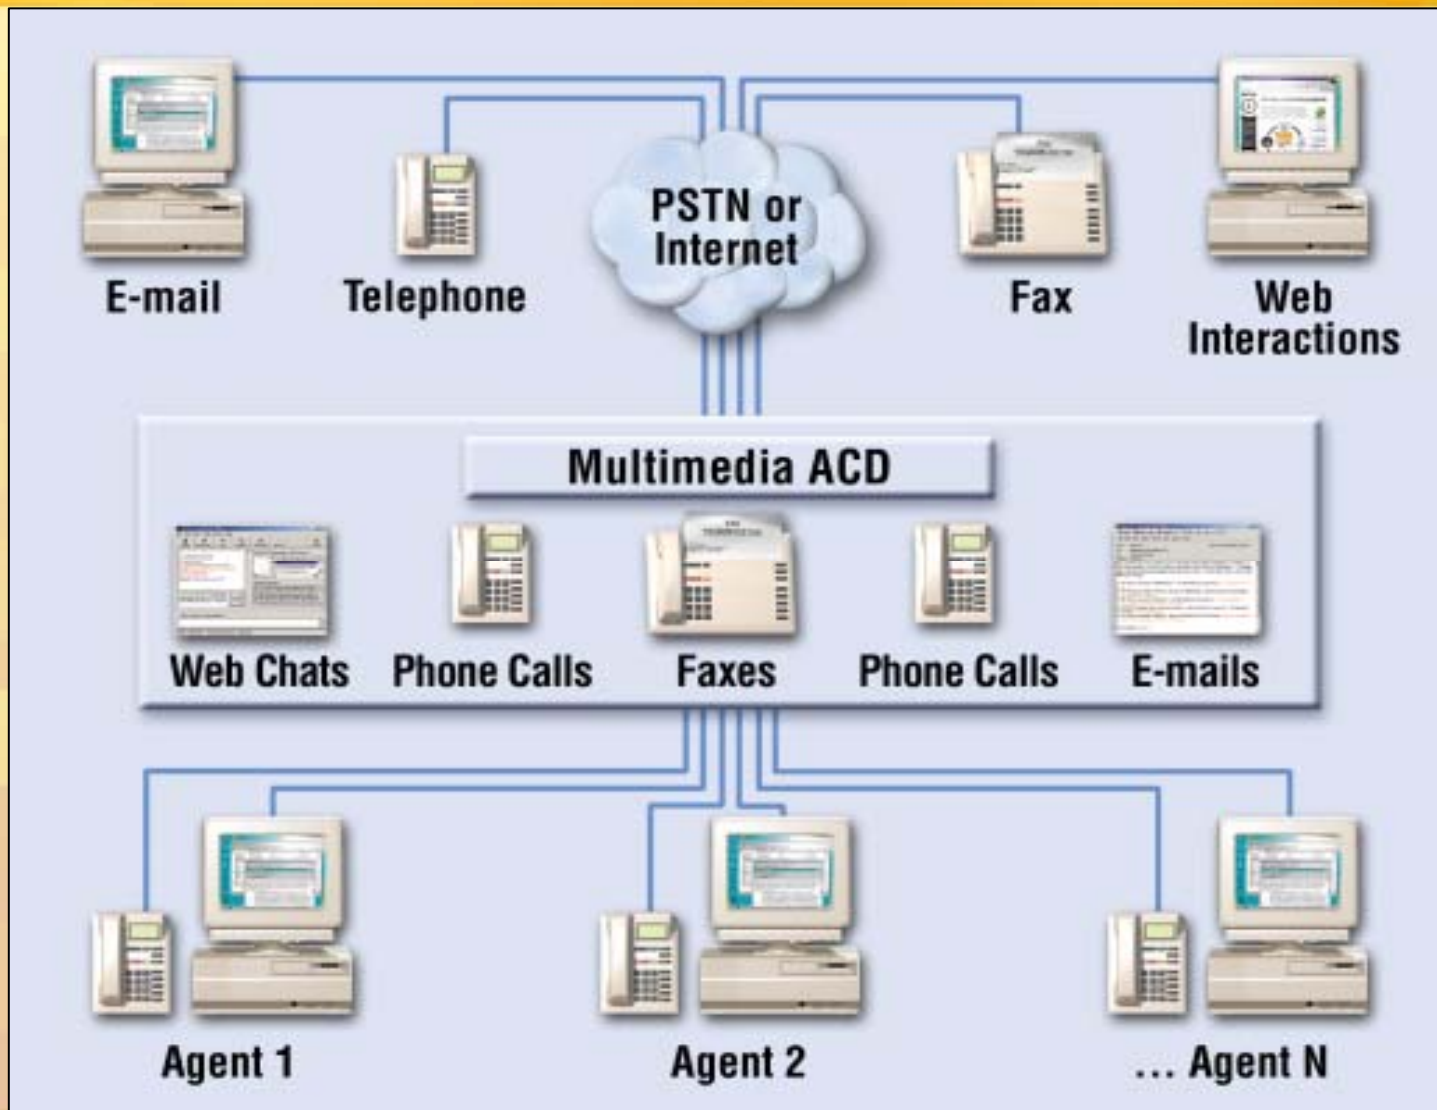 PSTN or
Internet
E-mail
Telephone
Fax
Web
Interactions
Multimedia ACD
Web Chats
Phone Calls
Faxes
Phone Calls
E-mails
Agent 1
Agent 2
... Agent N